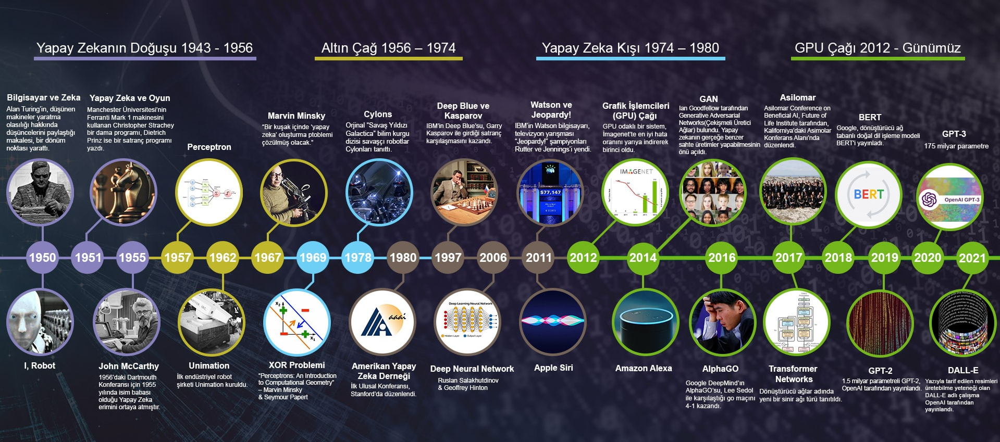 Yapay Zekanın Doğuşu 1943 - 1956
Altın Çağ 1956 – 1974
Yapay Zeka Kışı 1974 – 1980
GPU Çağı 2012 - Günümüz
Bilgisayar ve Zeka
Alan Turing'in, düşünen
makineler yaratma
olasılığı hakkında
düşüncelerini paylaştığı
makalesi, bir dönüm
noktası yarattı.
Yapay Zeka ve Oyun
Manchester Üniversitesi'nin
Ferranti Mark 1 makinesini
kullanan Christopher Strachey
bir dama programı, Dietrich
Prinz ise bir satranç programı
yazdı.
Perceptron
Marvin Minsky
“Bir kuşak içinde ‘yapay
zeka’ oluşturma ptoblemi
çözülmüş olacak.”
Cylons
Orjinal “Savaş Yıldızı
Galactica” bilim kurgu
dizisi savaşçı robotlar
Cylonları tanıttı.
Deep Blue ve
Kasparov
IBM'in Deep Blue'su, Garry
Kasparov ile girdiği satranç
karşılaşmasını kazandı.
Watson ve
Jeopardy!
IBM'in Watson bilgisayarı,
televizyon yarışması
“Jeopardy!” şampiyonları
Rutter ve Jennings'i yendi.
Grafik İşlemcileri
(GPU) Çağı
GPU odaklı bir sistem,
İmagenet'te en iyi hata
oranını yarıya indirerek
birinci oldu.
GAN
Ian Goodfellow tarafından
Generative Adversarial
Networks(Çekişmeli Üretici
Ağlar) bulundu. Yapay
zekanın gerçeğe benzer
sahte üretimler yapabilmesinin
önü açıldı.
Asilomar
Asilomar Conference on
Beneficial AI, Future of
Life Institute tarafından,
Kaliforniya'daki Asimolar
Konferans Alanı'nda
düzenlendi.
BERT
Google, dönüştürücü ağ
tabanlı doğal dil işleme modeli
BERT'i yayınladı.
GPT-3
175 milyar parametre
$77,147
$ 17,973
IMAGENET
BERT
OpenAI GPT-3
1950
1951
1955
1957
1962
1967
1969
1978
1980
1997
2006
2011
2012
2014
2016
2017
2018
2019
2020
2021
MATION, INC.
X2
X1
aaai
Deep Learning Neural Network
Hidden Layer
Output Layer
I, Robot
John McCarthy
1956'daki Dartmouth
Konferansı için 1955
yılında isim babası
olduğu Yapay Zeka
erimini ortaya atmıştır.
Unimation
İlk endüstriyel robot
şirketi Unimation kuruldu.
XOR Problemi
“Perceptrons: An Introduction
to Computational Geometry”
– Marvin Minsky
& Seymour Papert
Amerikan Yapay
Zeka Derneği
İlk Ulusal Konferansı,
Stanford'da düzenlendi.
Deep Neural Network
Ruslan Salakhutdinov
& Geoffrey Hinton
Apple Siri
Amazon Alexa
AlphaGO
Google DeepMind'ın
AlphaGO'su, Lee Sedol
ile karşılaştığı go maçını
4-1 kazandı.
Transformer
Networks
Dönüştürücü ağlar adında
yeni bir sinir ağı türü tanıtıldı.
GPT-2
1.5 milyar parametreli GPT-2,
OpenAI tarafından yayınlandı.
DALL-E
Yazıyla tarif edilen resimleri
üretebilme yeteneği olan
DALL-E adlı çalışma
OpenAI tarafından
yayınlandı.